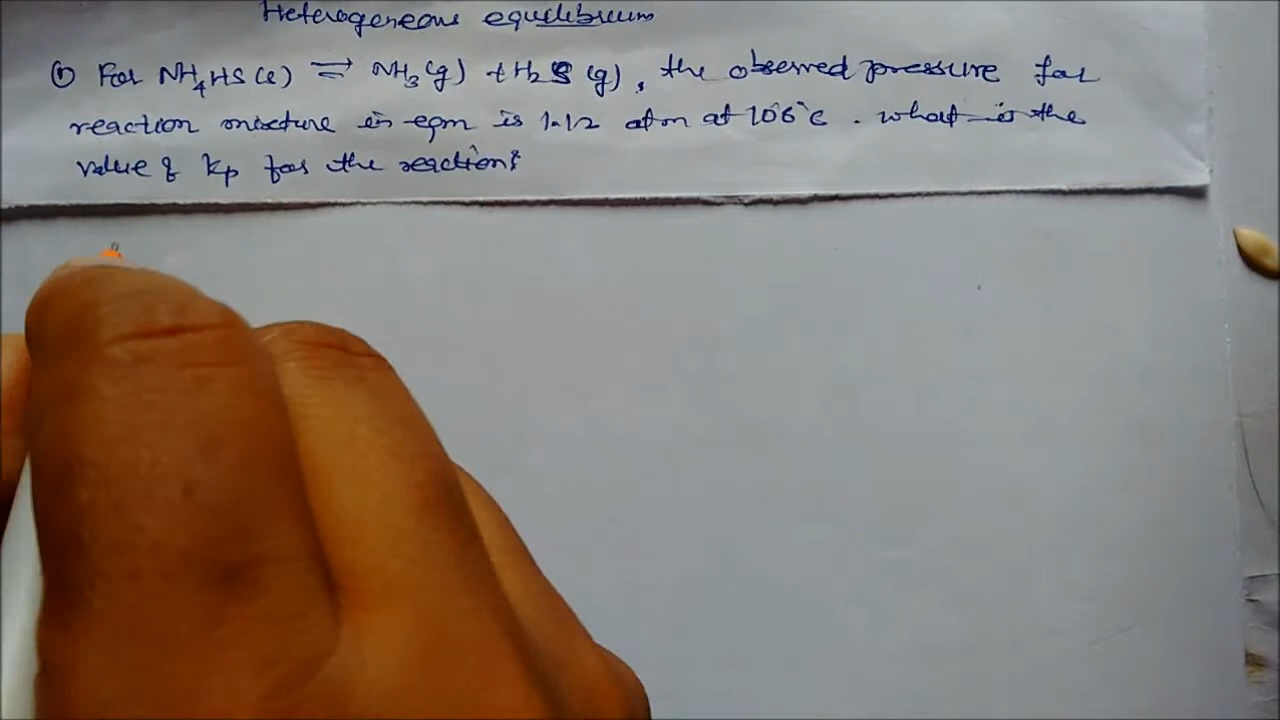 Heterogeneous equilibrium
① For NH₄HS(s) ⇌ NH₃(g) + H₂S (g), the observed pressure for
reaction mixture in eqm is 1.12 atm at 106°C. what is the
value of Kp for the reaction?